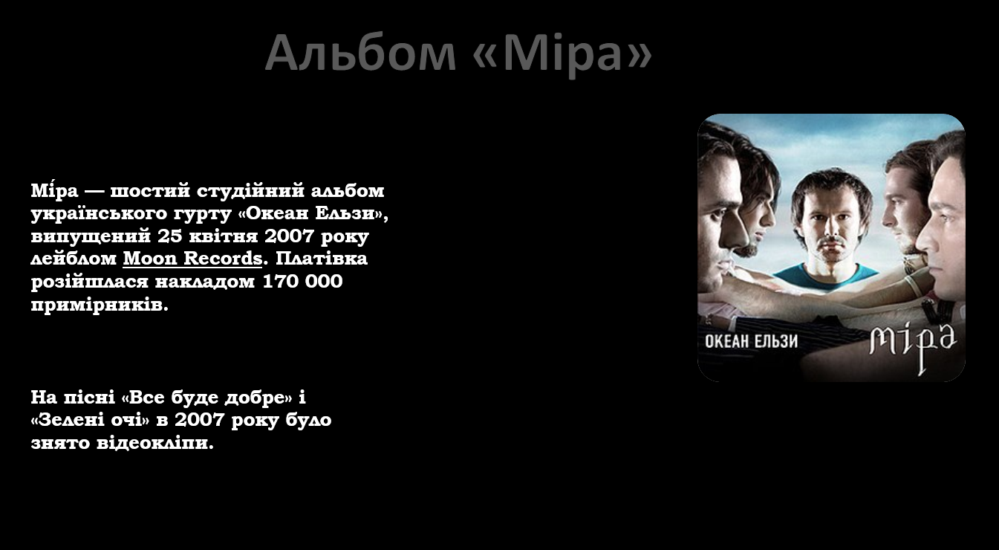 Альбом «Міра»
Мі́ра — шостий студійний альбом
українського гурту «Океан Ельзи»,
випущений 25 квітня 2007 року
лейблом Moon Records. Платівка
розійшлася накладом 170 000
примірників.
На пісні «Все буде добре» і
«Зелені очі» в 2007 року було
знято відеокліпи.
ОКЕАН ЕЛЬЗИ
міра